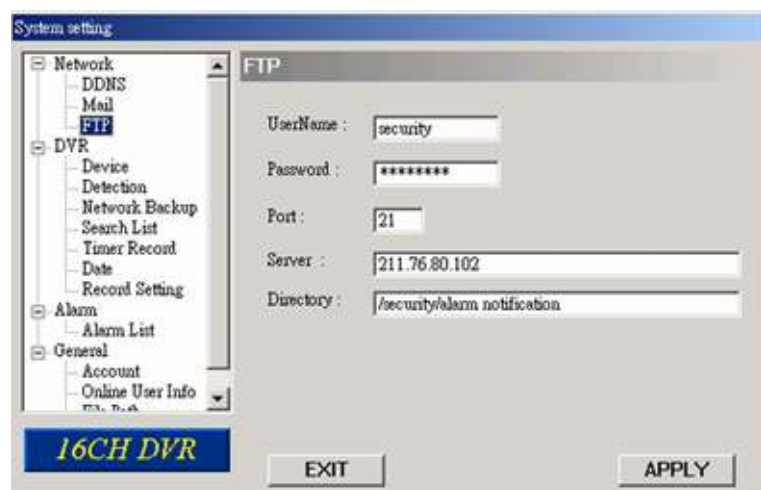 System setting
Network
DDNS
Mail
FTP
DVR
Device
Detection
Network Backup
Search List
Timer Record
Date
Record Setting
Alarm
Alarm List
General
Account
Online User Info
File Path
16CH DVR
FTP
UserName : security
Password : ********
Port : 21
Server : 211.76.80.102
Directory : /security/alarm notification
EXIT
APPLY